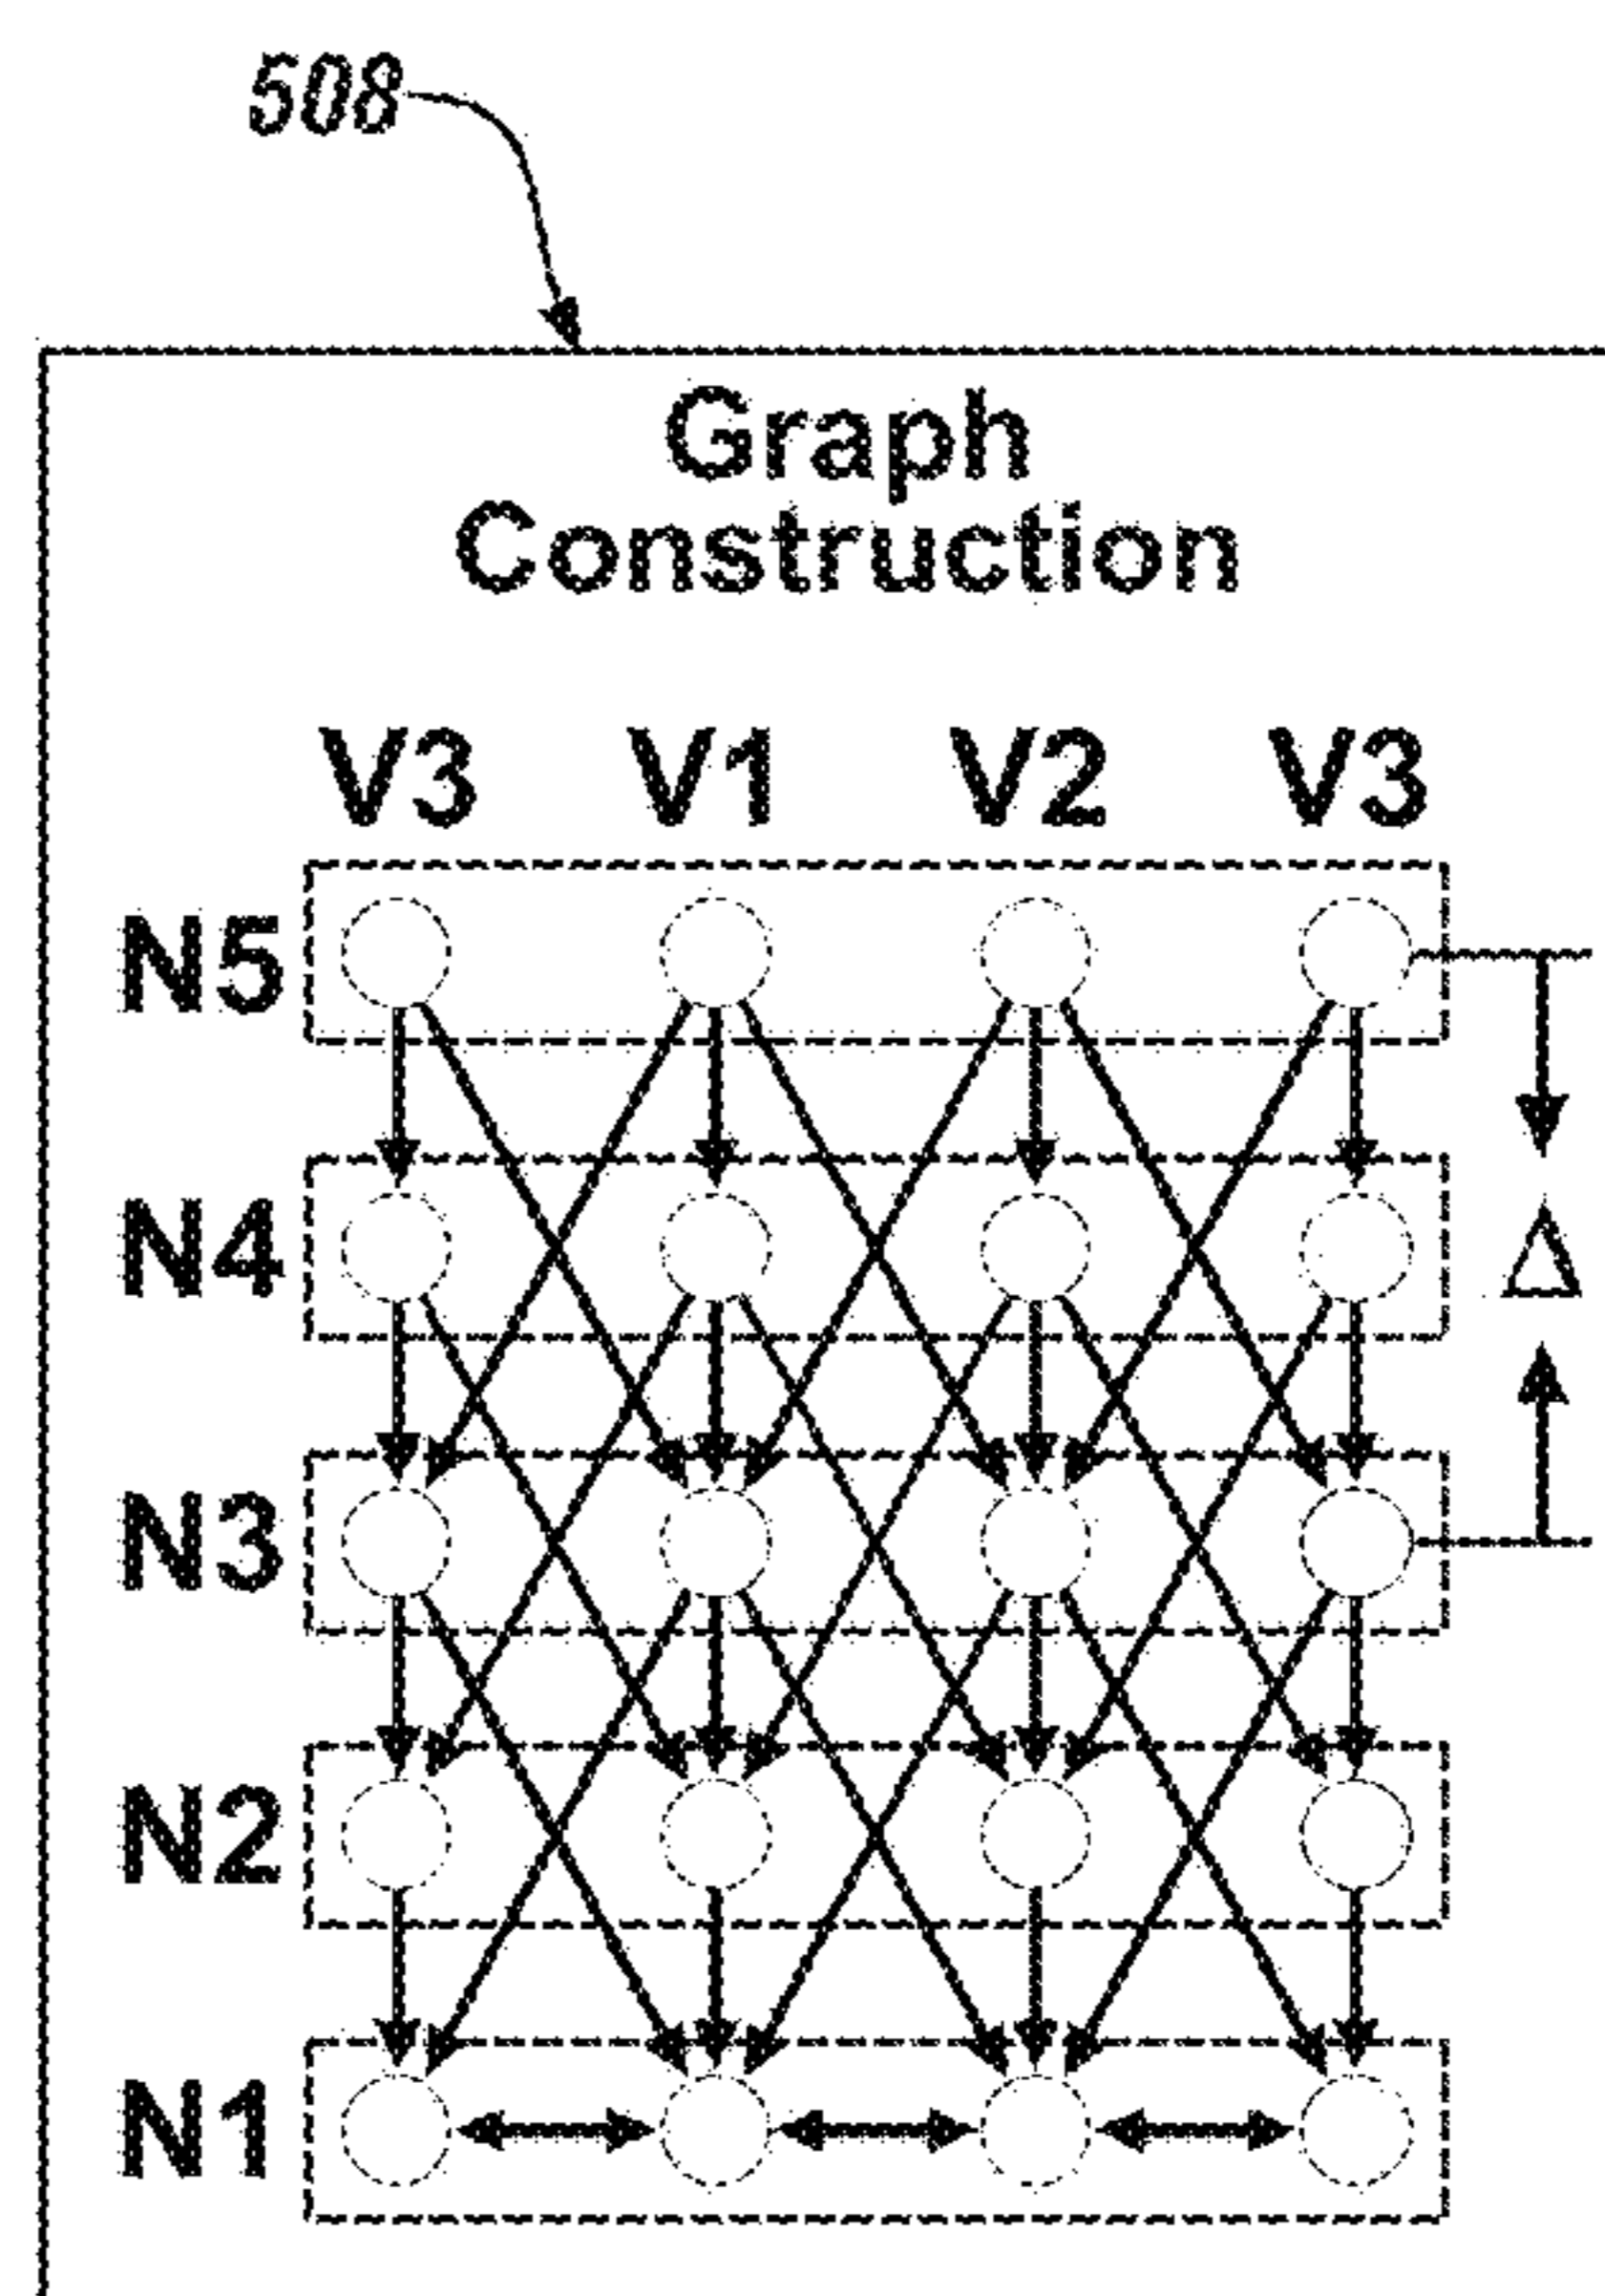 508
Graph
Construction
V3 V1 V2 V3
N5
N4
Δ
N3
N2
N1